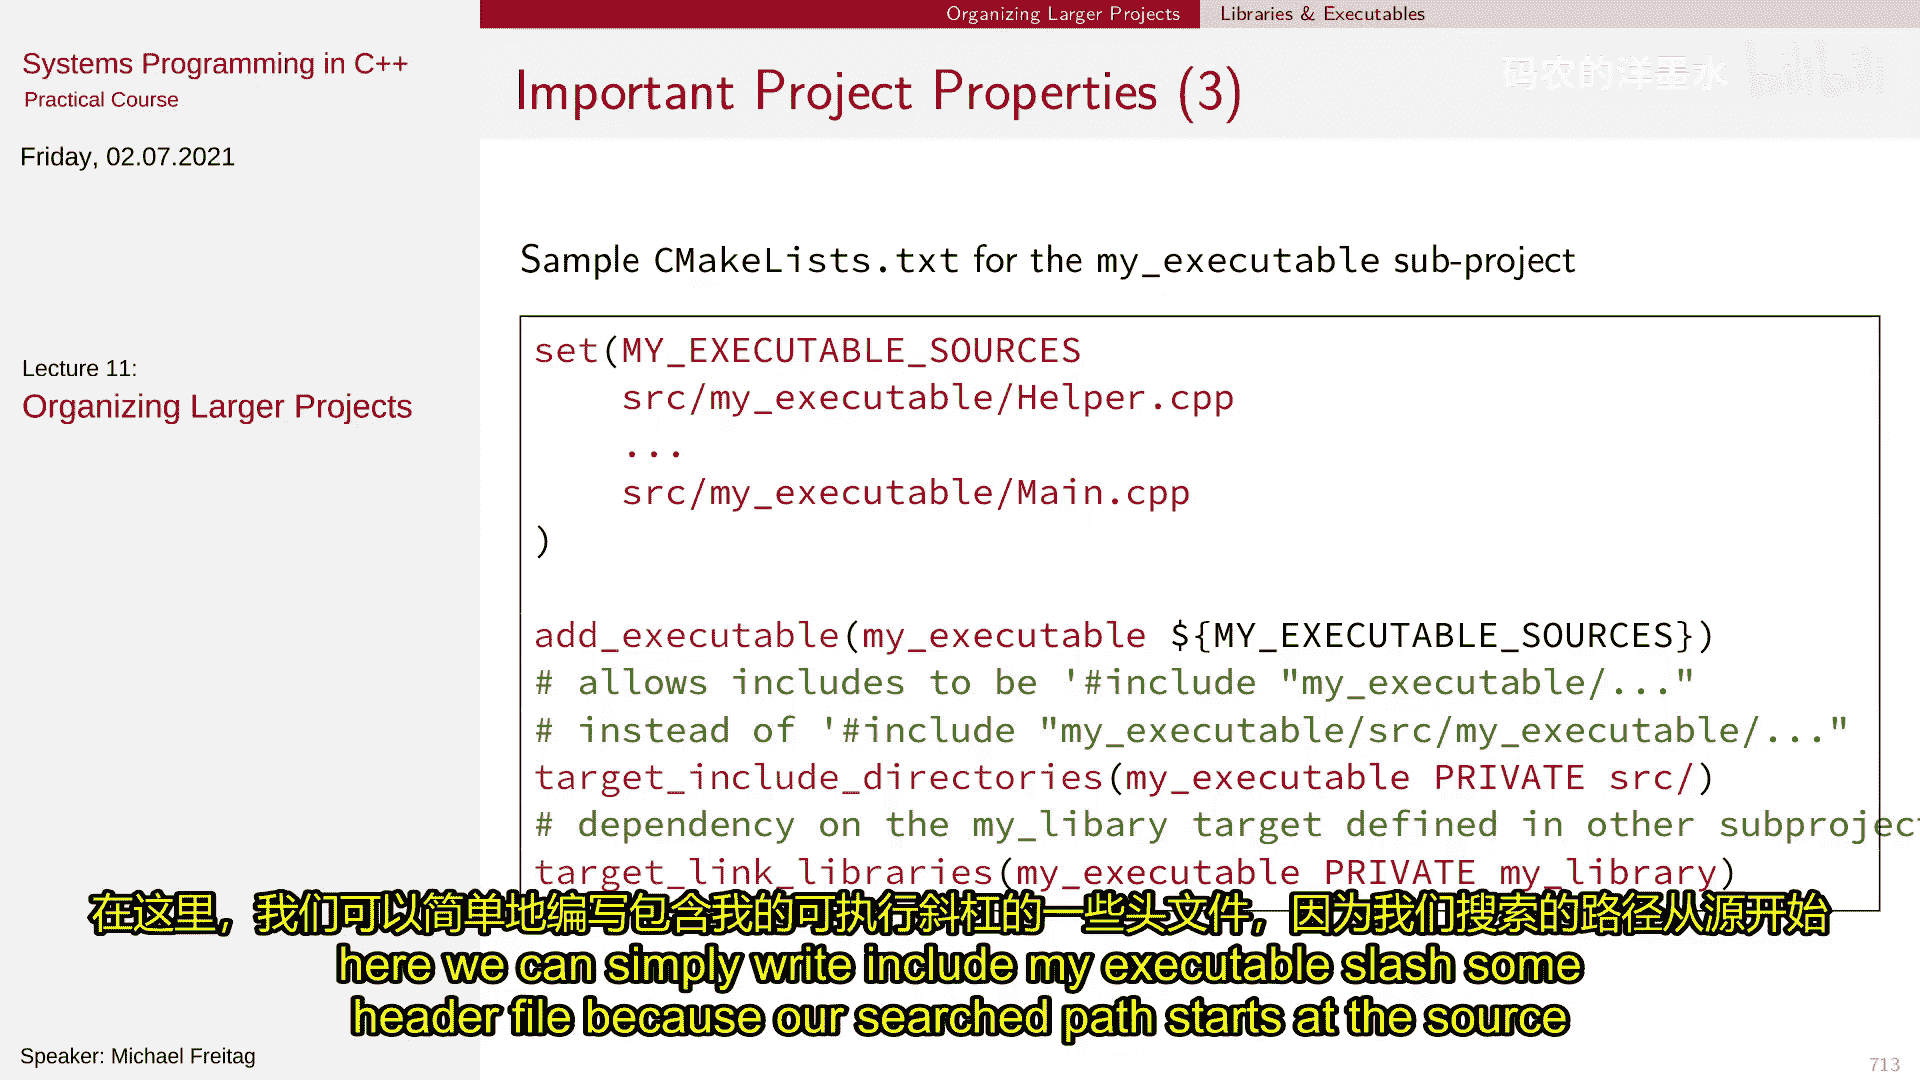 Organizing Larger Projects
Libraries & Executables
Systems Programming in C++
Practical Course
Friday, 02.07.2021
Important Project Properties (3)
码农的洋墨水 bilibili
Sample CMakeLists.txt for the my_executable sub-project
Lecture 11:
Organizing Larger Projects
set(MY_EXECUTABLE_SOURCES
src/my_executable/Helper.cpp
...
src/my_executable/Main.cpp
)
add_executable(my_executable ${MY_EXECUTABLE_SOURCES})
# allows includes to be '#include "my_executable/..."
# instead of '#include "my_executable/src/my_executable/..."
target_include_directories(my_executable PRIVATE src/)
# dependency on the my_libary target defined in other subprojec
target_link_libraries(my_executable PRIVATE my_library)
在这里，我们可以简单地编写包含我的可执行斜杠的一些头文件，因为我们搜索的路径从源开始
here we can simply write include my executable slash some
header file because our searched path starts at the source
Speaker: Michael Freitag
713